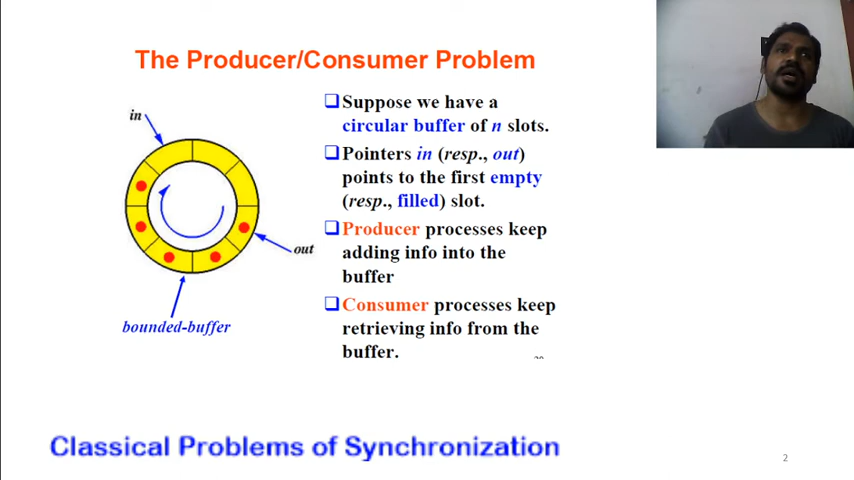 The Producer/Consumer Problem
in
out
bounded-buffer
❑Suppose we have a
circular buffer of n slots.
❑Pointers in (resp., out)
points to the first empty
(resp., filled) slot.
❑Producer processes keep
adding info into the
buffer
❑Consumer processes keep
retrieving info from the
buffer.
Classical Problems of Synchronization
2